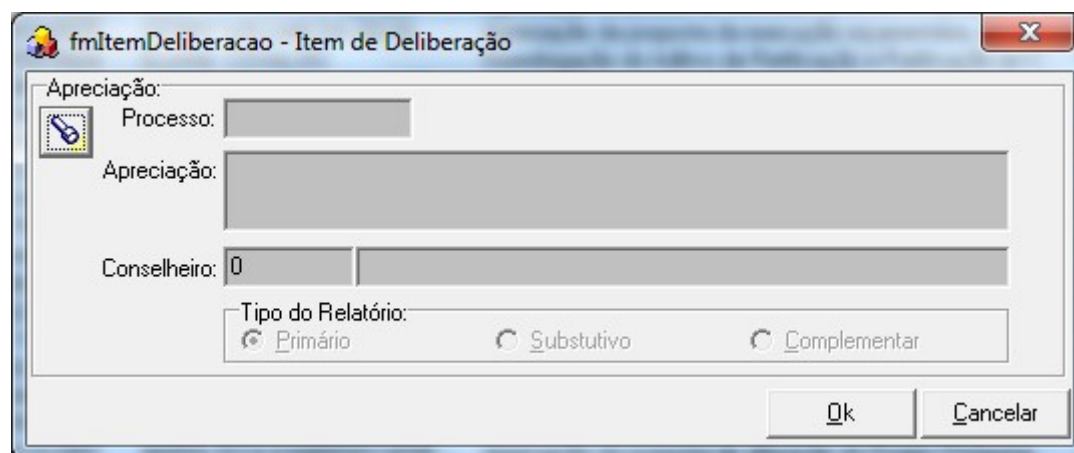 fmItemDeliberacao - Item de Deliberação
Apreciação:
Processo:
Apreciação:
Conselheiro: 0
Tipo do Relatório:
Primário Substutivo Complementar
Ok Cancelar